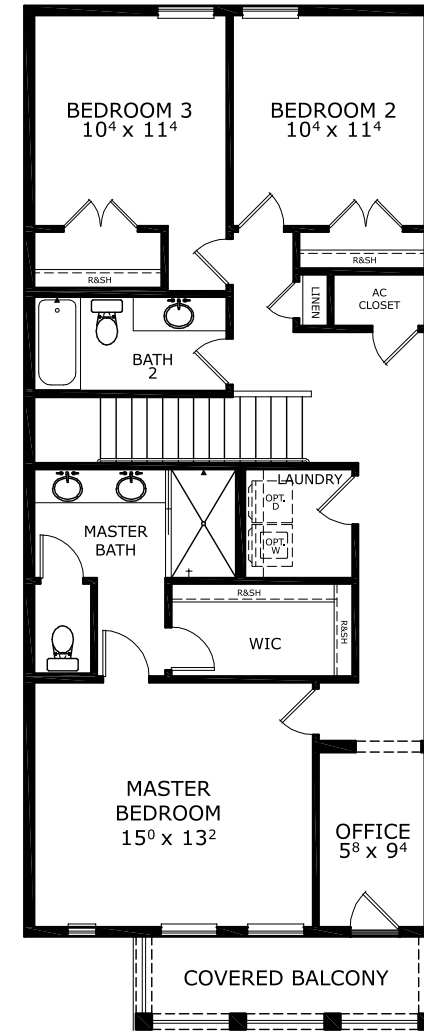 BEDROOM 3
10⁴ x 11⁴
BEDROOM 2
10⁴ x 11⁴
R&SH
R&SH
LINEN
AC
CLOSET
BATH
2
LAUNDRY
OPT.
D
OPT.
W
MASTER
BATH
R&SH
R&SH
WIC
MASTER
BEDROOM
15⁰ x 13²
OFFICE
5⁸ x 9⁴
COVERED BALCONY